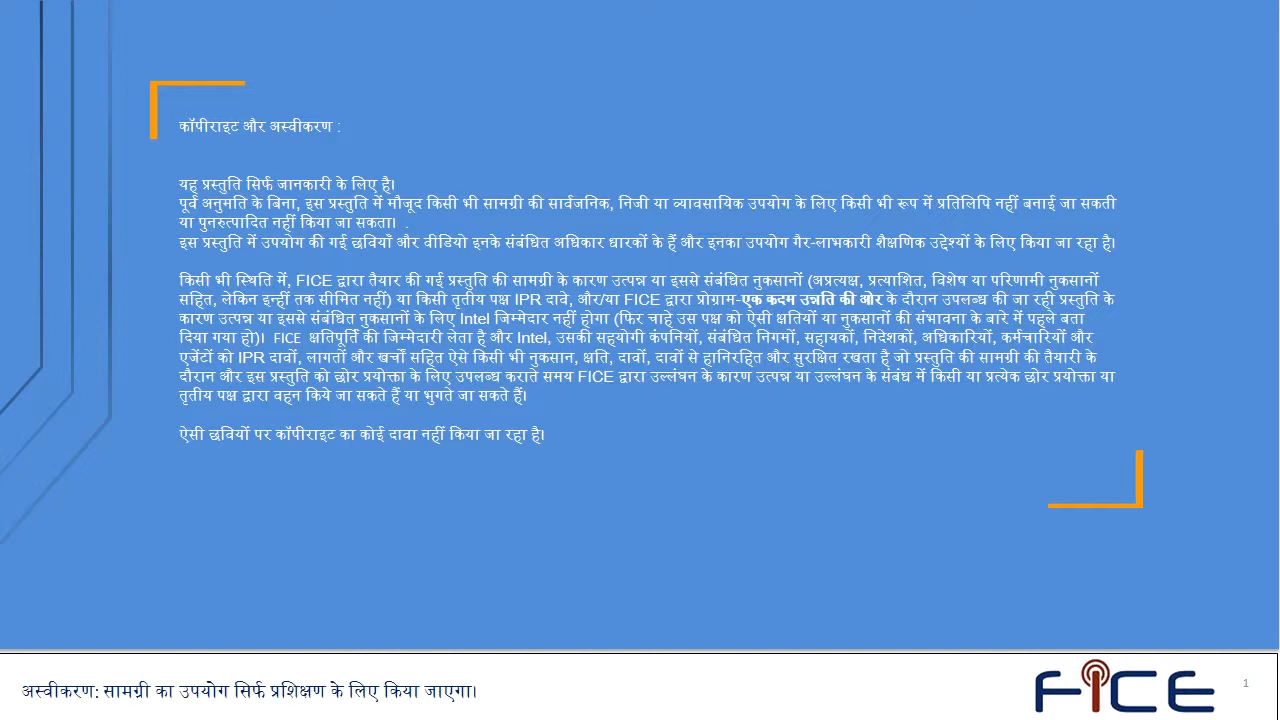 कॉपीराइट और अस्वीकरण :
यह प्रस्तुति सिर्फ जानकारी के लिए है।
पूर्व अनुमति के बिना, इस प्रस्तुति में मौजूद किसी भी सामग्री की सार्वजनिक, निजी या व्यावसायिक उपयोग के लिए किसी भी रूप में प्रतिलिपि नहीं बनाई जा सकती
या पुनरुत्पादित नहीं किया जा सकता। .
इस प्रस्तुति में उपयोग की गई छवियाँ और वीडियो इनके संबंधित अधिकार धारकों के हैं और इनका उपयोग गैर-लाभकारी शैक्षणिक उद्देश्यों के लिए किया जा रहा है।
किसी भी स्थिति में, FICE द्वारा तैयार की गई प्रस्तुति की सामग्री के कारण उत्पन्न या इससे संबंधित नुकसानों (अप्रत्यक्ष, प्रत्याशित, विशेष या परिणामी नुकसानों
सहित, लेकिन इन्हीं तक सीमित नहीं) या किसी तृतीय पक्ष IPR दावे, और/या FICE द्वारा प्रोग्राम-एक कदम उन्नति की ओर के दौरान उपलब्ध की जा रही प्रस्तुति के
कारण उत्पन्न या इससे संबंधित नुकसानों के लिए Intel जिम्मेदार नहीं होगा (फिर चाहे उस पक्ष को ऐसी क्षतियों या नुकसानों की संभावना के बारे में पहले बता
दिया गया हो)। FICE क्षतिपूर्ति की जिम्मेदारी लेता है और Intel, उसकी सहयोगी कंपनियों, संबंधित निगमों, सहायकों, निदेशकों, अधिकारियों, कर्मचारियों और
एजेंटों को IPR दावों, लागतों और खर्चों सहित ऐसे किसी भी नुकसान, क्षति, दावों, दावों से हानिरहित और सुरक्षित रखता है जो प्रस्तुति की सामग्री की तैयारी के
दौरान और इस प्रस्तुति को छोर प्रयोक्ता के लिए उपलब्ध कराते समय FICE द्वारा उल्लंघन के कारण उत्पन्न या उल्लंघन के संबंध में किसी या प्रत्येक छोर प्रयोक्ता या
तृतीय पक्ष द्वारा वहन किये जा सकते हैं या भुगते जा सकते हैं।
ऐसी छवियों पर कॉपीराइट का कोई दावा नहीं किया जा रहा है।
अस्वीकरण: सामग्री का उपयोग सिर्फ प्रशिक्षण के लिए किया जाएगा।
FICE
1